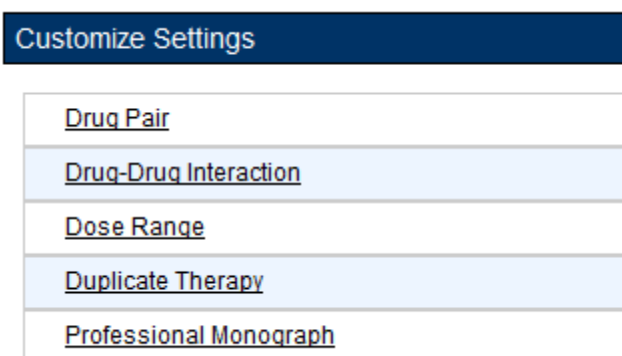 Customize Settings
Drug Pair
Drug-Drug Interaction
Dose Range
Duplicate Therapy
Professional Monograph